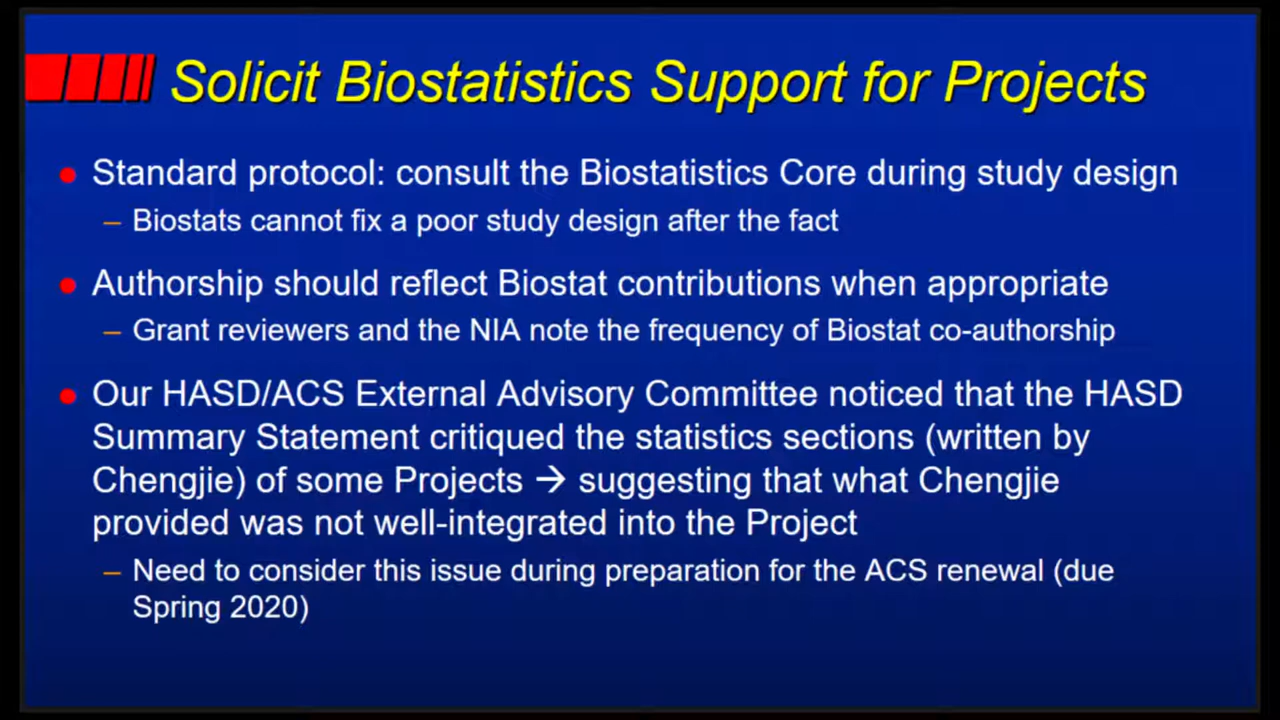 Solicit Biostatistics Support for Projects
● Standard protocol: consult the Biostatistics Core during study design
– Biostats cannot fix a poor study design after the fact
● Authorship should reflect Biostat contributions when appropriate
– Grant reviewers and the NIA note the frequency of Biostat co-authorship
● Our HASD/ACS External Advisory Committee noticed that the HASD
Summary Statement critiqued the statistics sections (written by
Chengjie) of some Projects → suggesting that what Chengjie
provided was not well-integrated into the Project
– Need to consider this issue during preparation for the ACS renewal (due
Spring 2020)